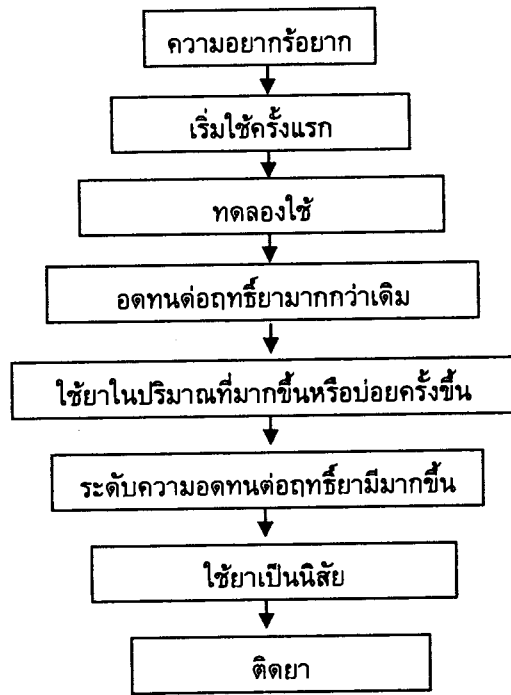 ความอยากร้อยาก
เริ่มใช้ครั้งแรก
ทดลองใช้
อดทนต่อฤทธิ์ยามากกว่าเดิม
ใช้ยาในปริมาณที่มากขึ้นหรือบ่อยครั้งขึ้น
ระดับความอดทนต่อฤทธิ์ยามีมากขึ้น
ใช้ยาเป็นนิสัย
ติดยา